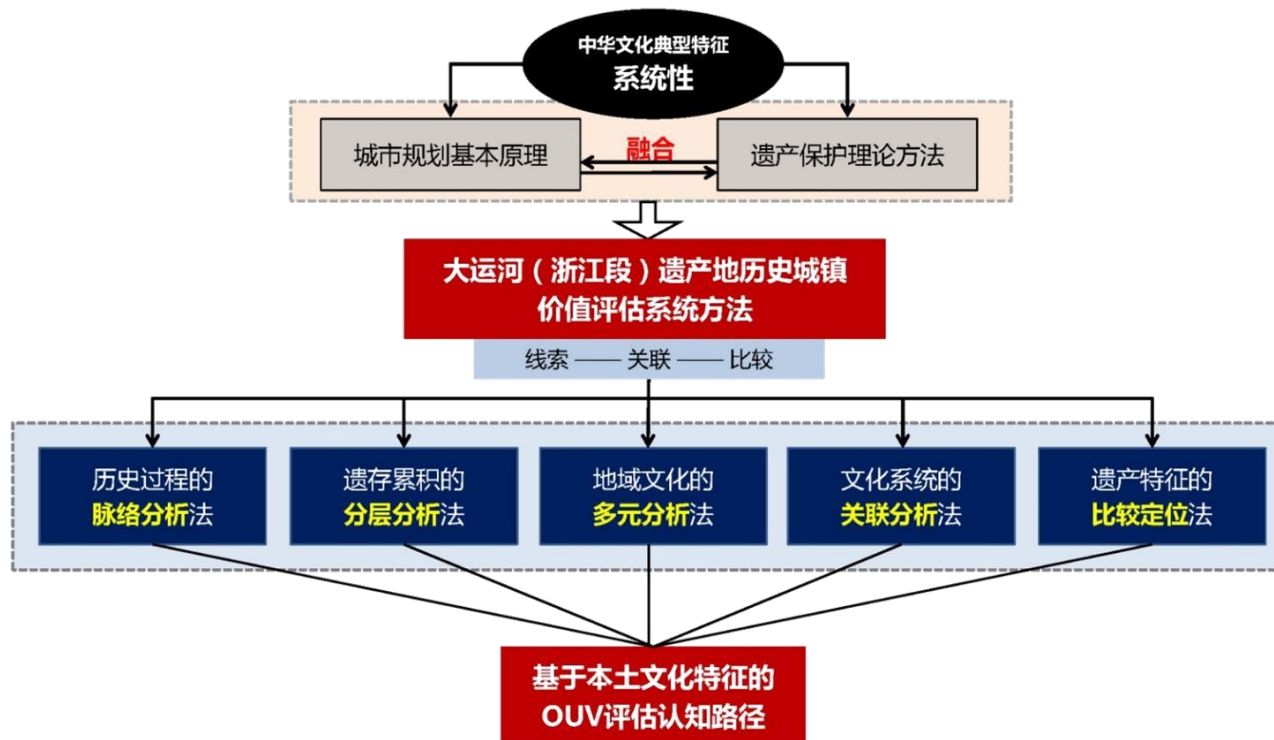 中华文化典型特征
系统性
城市规划基本原理
融合
遗产保护理论方法
大运河（浙江段）遗产地历史城镇
价值评估系统方法
线索 —— 关联 —— 比较
历史过程的
脉络分析法
遗存累积的
分层分析法
地域文化的
多元分析法
文化系统的
关联分析法
遗产特征的
比较定位法
基于本土文化特征的
OUV评估认知路径